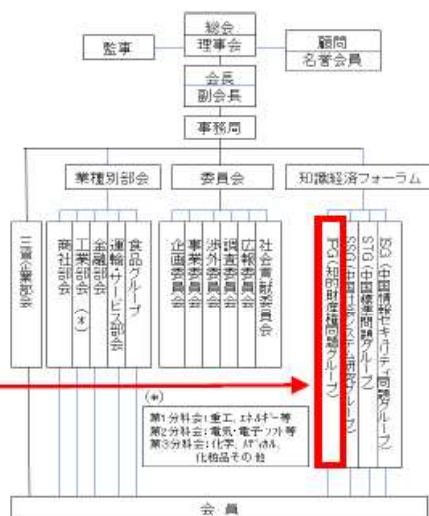 総会
理事会
監事
顧問
名誉会員
会長
副会長
事務局
業種別部会
委員会
知識経済フォーラム
三資企業部会
商社部会
工業部会(*)
金融部会
運輸・サービス部会
食品グループ
企画委員会
事業委員会
渉外委員会
調査委員会
広報委員会
社会貢献委員会
IPG(知的財産権問題グループ)
SSG(中国社会システム研究グループ)
STG(中国標準問題グループ)
ISG(中国情報セキュリティ問題グループ)
(*)
第1分科会:重工、エネルギー等
第2分科会:電気・電子・ソフト等
第3分科会:化学、メディカル、
化粧品その他
会員